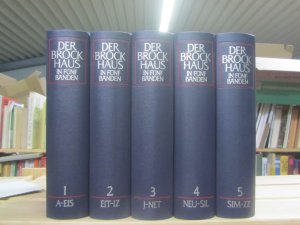 DER
BROCK
HAUS
IN FÜNF
BÄNDEN
1
A-EIS
DER
BROCK
HAUS
IN FÜNF
BÄNDEN
2
EIT-IZ
DER
BROCK
HAUS
IN FÜNF
BÄNDEN
3
J-NET
DER
BROCK
HAUS
IN FÜNF
BÄNDEN
4
NEU-SIL
DER
BROCK
HAUS
IN FÜNF
BÄNDEN
5
SIM-ZZ